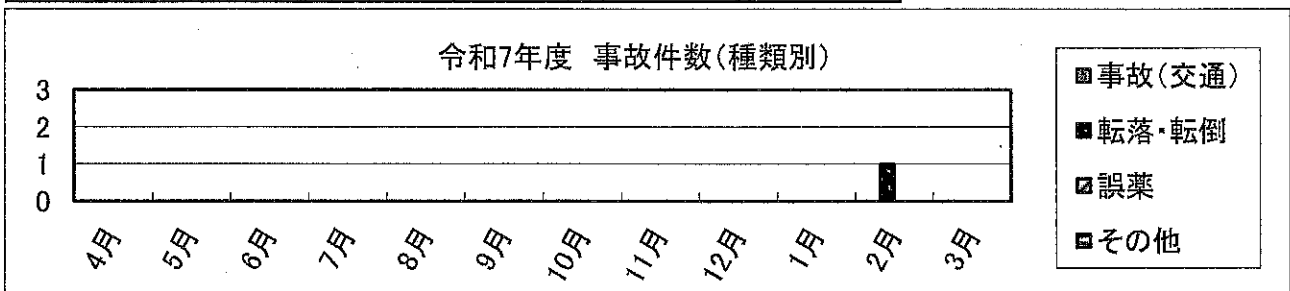 令和7年度 事故件数(種類別)
3
2
1
0
4月
5月
6月
7月
8月
9月
10月
11月
12月
1月
2月
3月
事故(交通)
転落・転倒
誤薬
その他